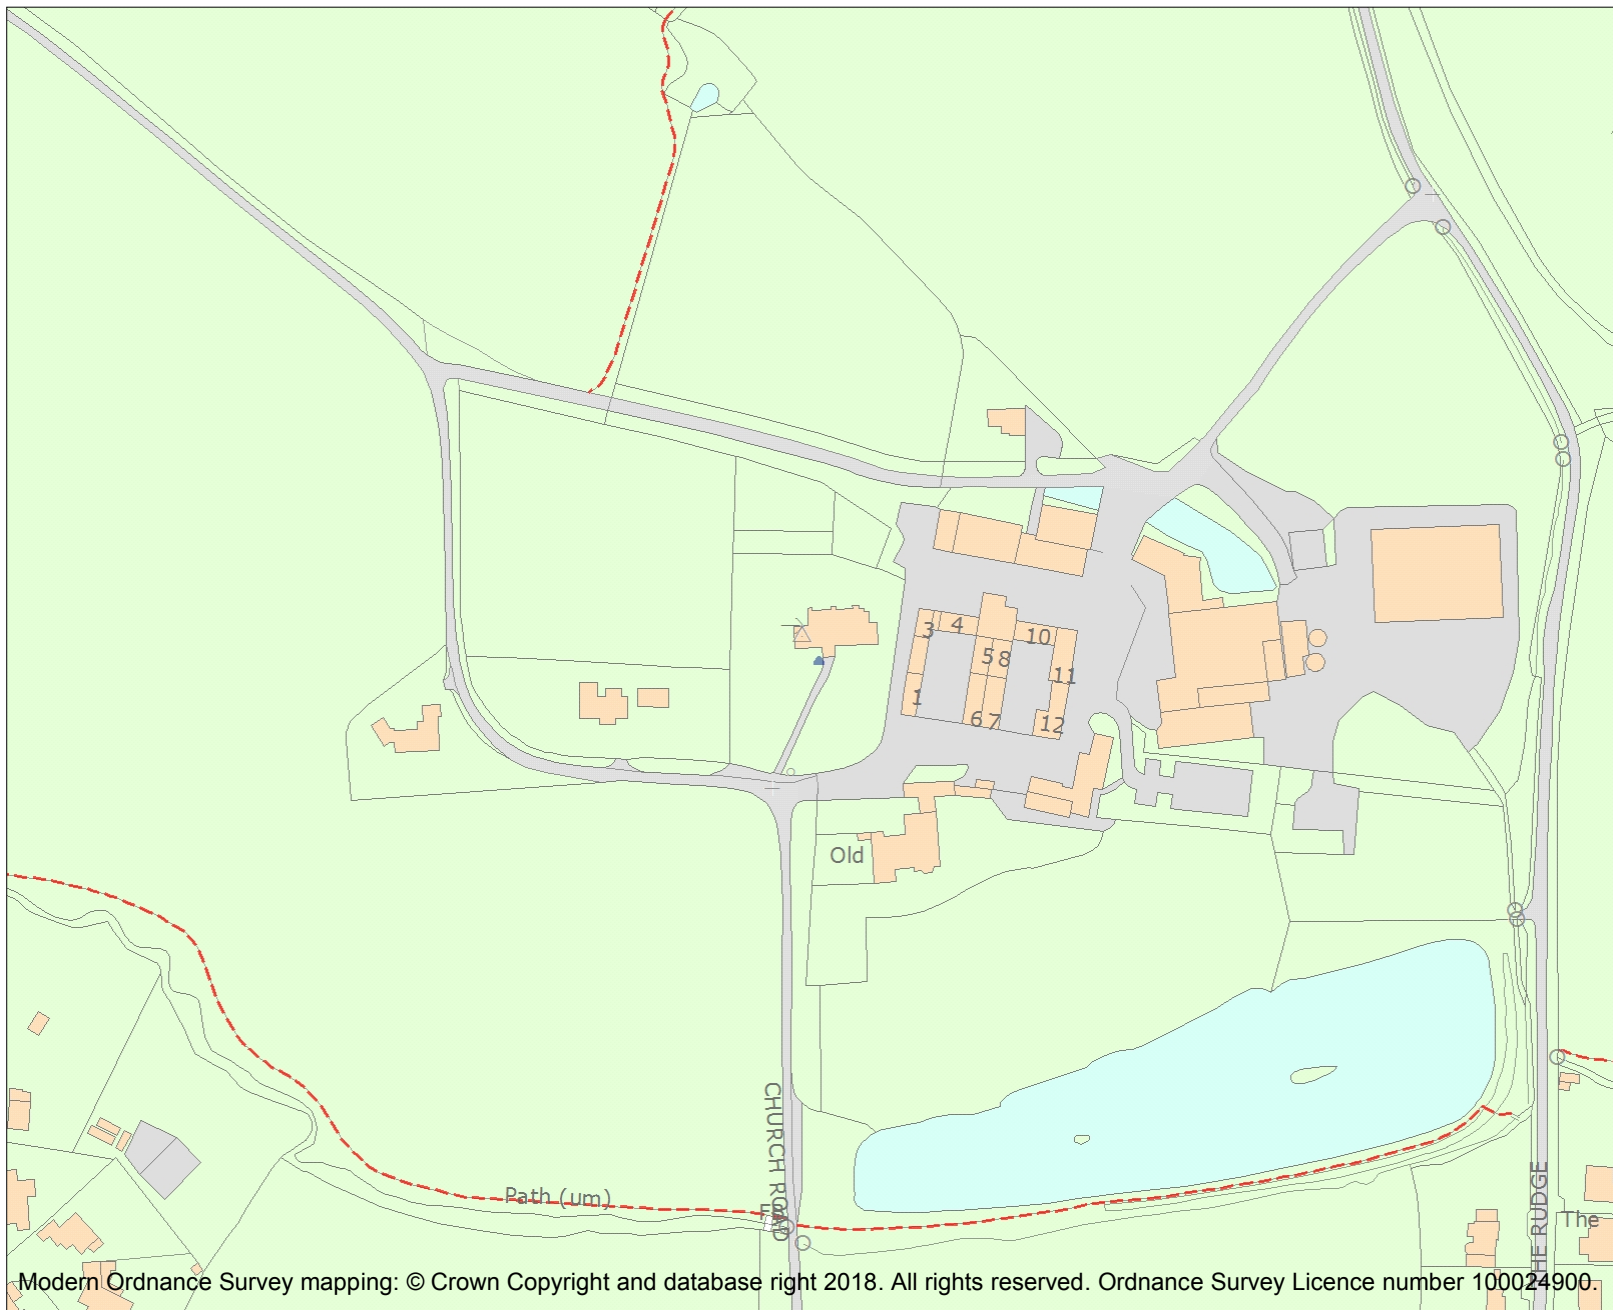 3
4
10
5
8
11
1
6
7
12
Old
CHURCH ROAD
Path (um)
FB
THE RUDGE
The
Modern Ordnance Survey mapping: © Crown Copyright and database right 2018. All rights reserved. Ordnance Survey Licence number 100024900.